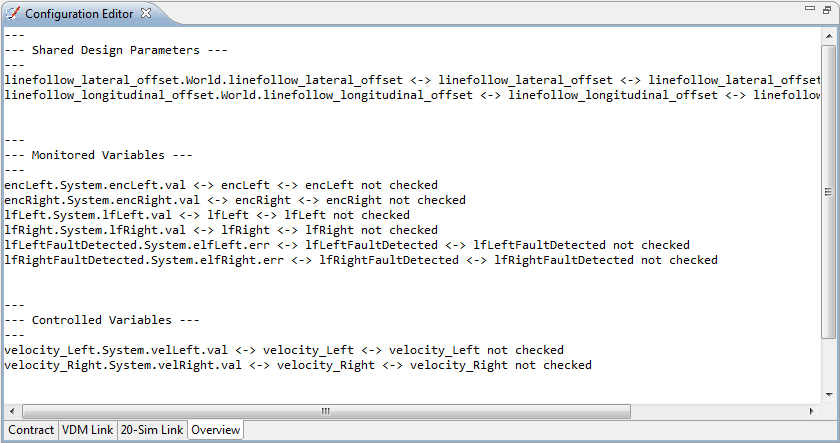 Configuration Editor
---
--- Shared Design Parameters ---
---
linefollow_lateral_offset.World.linefollow_lateral_offset <-> linefollow_lateral_offset <-> linefollow_lateral_offset
linefollow_longitudinal_offset.World.linefollow_longitudinal_offset <-> linefollow_longitudinal_offset <-> linefollow
---
--- Monitored Variables ---
---
encLeft.System.encLeft.val <-> encLeft <-> encLeft not checked
encRight.System.encRight.val <-> encRight <-> encRight not checked
lfLeft.System.lfLeft.val <-> lfLeft <-> lfLeft not checked
lfRight.System.lfRight.val <-> lfRight <-> lfRight not checked
lfLeftFaultDetected.System.elfLeft.err <-> lfLeftFaultDetected <-> lfLeftFaultDetected not checked
lfRightFaultDetected.System.elfRight.err <-> lfRightFaultDetected <-> lfRightFaultDetected not checked
---
--- Controlled Variables ---
---
velocity_Left.System.velLeft.val <-> velocity_Left <-> velocity_Left not checked
velocity_Right.System.velRight.val <-> velocity_Right <-> velocity_Right not checked
Contract VDM Link 20-Sim Link Overview